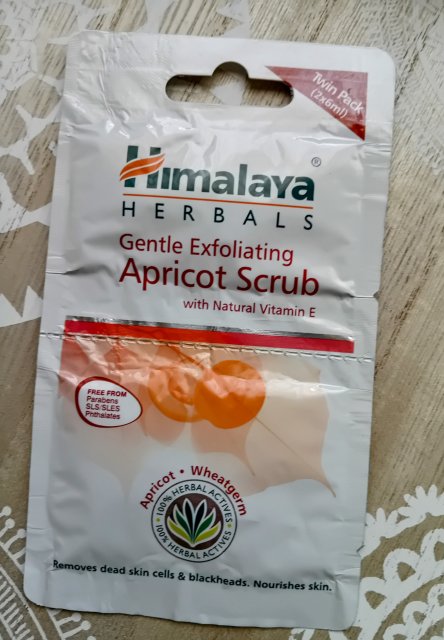 Twin Pack
(2x6ml)
Himalaya®
HERBALS
Gentle Exfoliating
Apricot Scrub
with Natural Vitamin E
FREE FROM
Parabens
SLS/SLES
Phthalates
Apricot • Wheatgerm
100% HERBAL ACTIVES
100% HERBAL ACTIVES
Removes dead skin cells & blackheads. Nourishes skin.